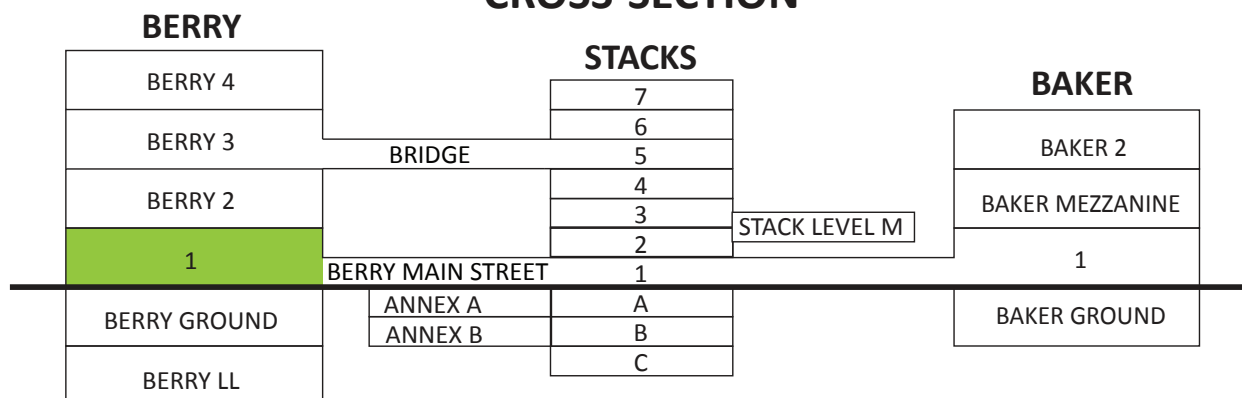 CROSS-SECTION
BERRY
BERRY 4
BERRY 3
BERRY 2
1
BERRY GROUND
BERRY LL
BRIDGE
BERRY MAIN STREET
ANNEX A
ANNEX B
STACKS
7
6
5
4
3
2
1
A
B
C
STACK LEVEL M
BAKER
BAKER 2
BAKER MEZZANINE
1
BAKER GROUND